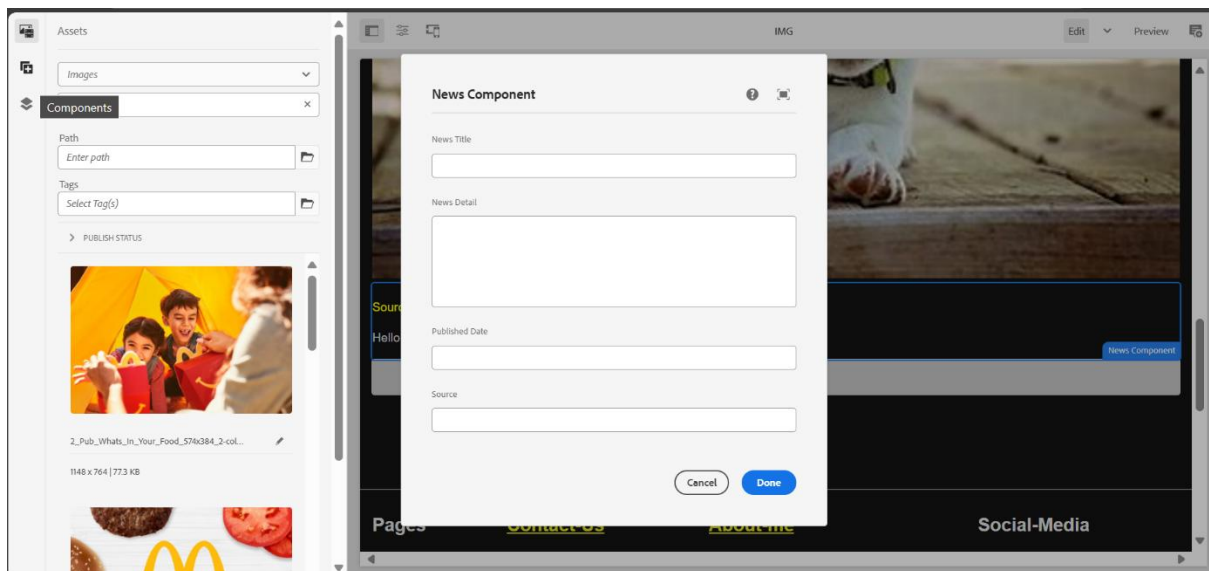 Assets
IMG
Edit
Preview
Images
Components
Path
Enter path
Tags
Select Tag(s)
PUBLISH STATUS
2_Pub_Whats_In_Your_Food_574x384_2-col...
1148 x 764 | 77.3 KB
News Component
News Title
News Detail
Published Date
Source
Cancel
Done
Sour
Hello
News Component
Pages
Contact-Us
About-me
Social-Media